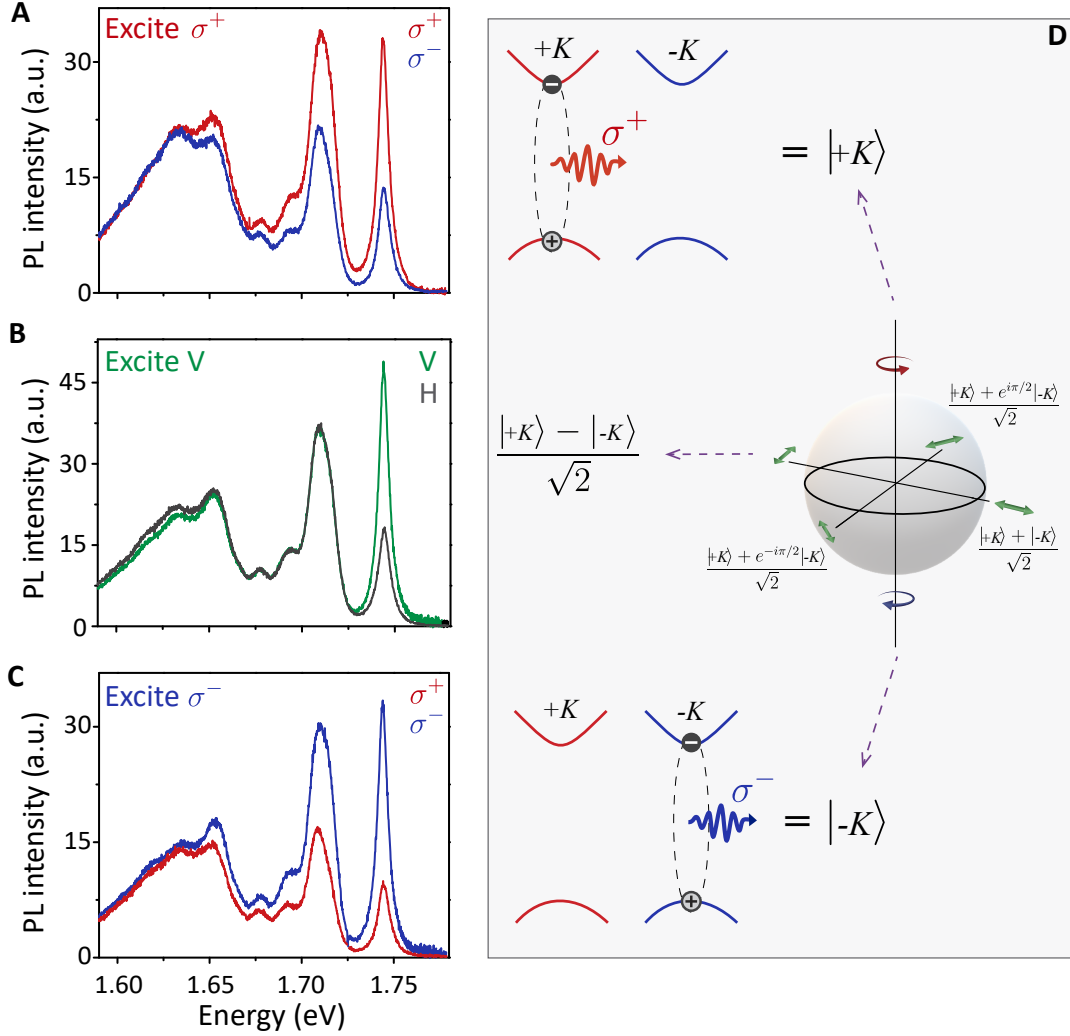 A
Excite σ⁺
σ⁺
σ⁻
30
15
0
PL intensity (a.u.)
B
Excite V
V
H
45
30
15
0
PL intensity (a.u.)
C
Excite σ⁻
σ⁺
σ⁻
30
15
0
PL intensity (a.u.)
1.60 1.65 1.70 1.75
Energy (eV)
D
+K -K
−
σ⁺
= |+K⟩
+
|+K⟩ + e^{iπ/2}|-K⟩
√2
|+K⟩ − |-K⟩
√2
|+K⟩ + |-K⟩
√2
|+K⟩ + e^{-iπ/2}|-K⟩
√2
+K -K
−
σ⁻
= |-K⟩
+